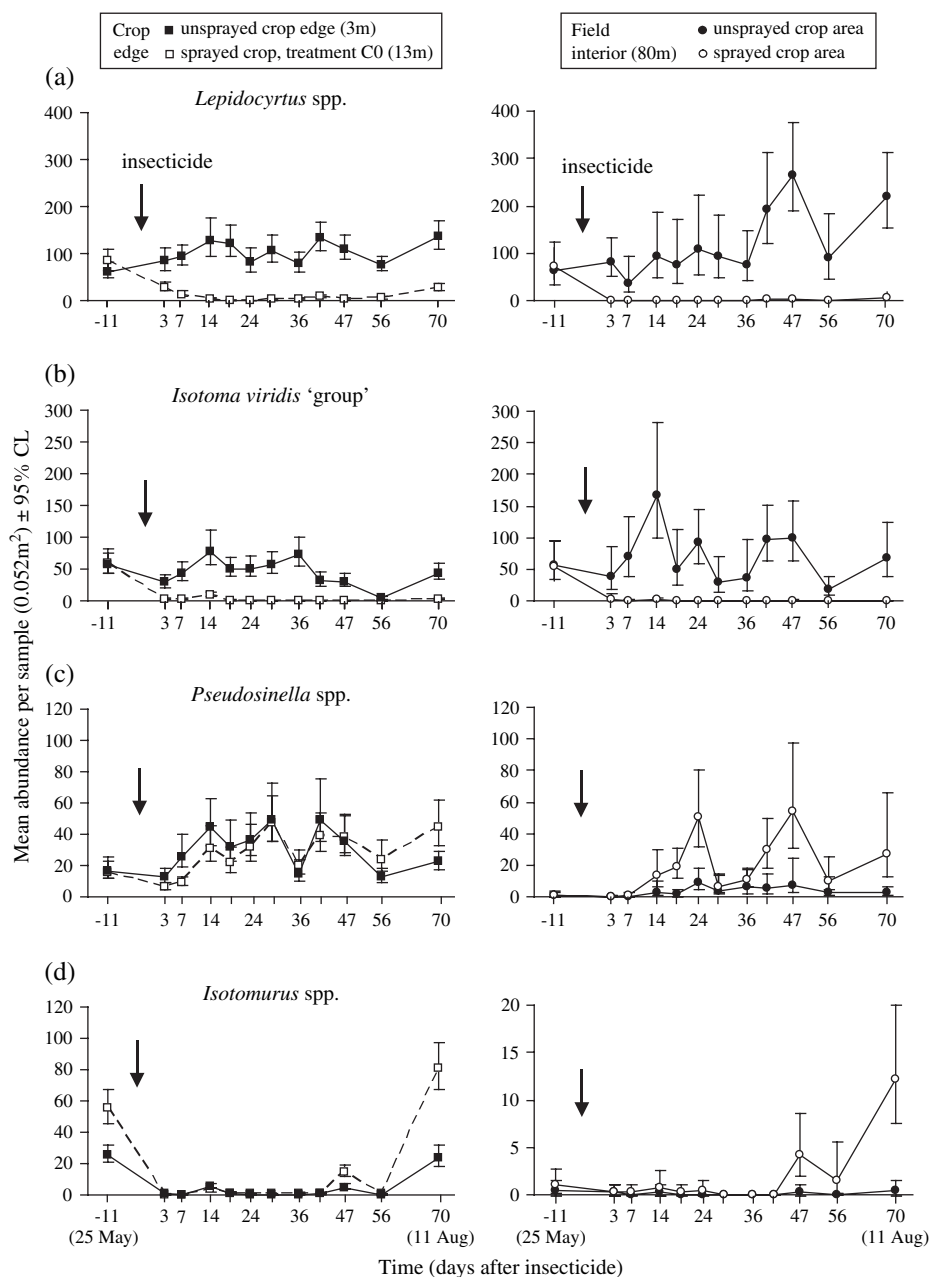 Crop edge
■ unsprayed crop edge (3m)
□ sprayed crop, treatment C0 (13m)
Field interior (80m)
● unsprayed crop area
○ sprayed crop area
Mean abundance per sample (0.052m²) ± 95% CL
(a)
Lepidocyrtus spp.
400
300
200
100
0
insecticide
-11 3 7 14 24 36 47 56 70
400
300
200
100
0
insecticide
-11 3 7 14 24 36 47 56 70
(b)
Isotoma viridis ‘group’
300
250
200
150
100
50
0
-11 3 7 14 24 36 47 56 70
300
250
200
150
100
50
0
-11 3 7 14 24 36 47 56 70
(c)
Pseudosinella spp.
120
100
80
60
40
20
0
-11 3 7 14 24 36 47 56 70
120
100
80
60
40
20
0
-11 3 7 14 24 36 47 56 70
(d)
Isotomurus spp.
120
100
80
60
40
20
0
-11 3 7 14 24 36 47 56 70
(25 May) (11 Aug)
20
15
10
5
0
-11 3 7 14 24 36 47 56 70
(25 May) (11 Aug)
Time (days after insecticide)